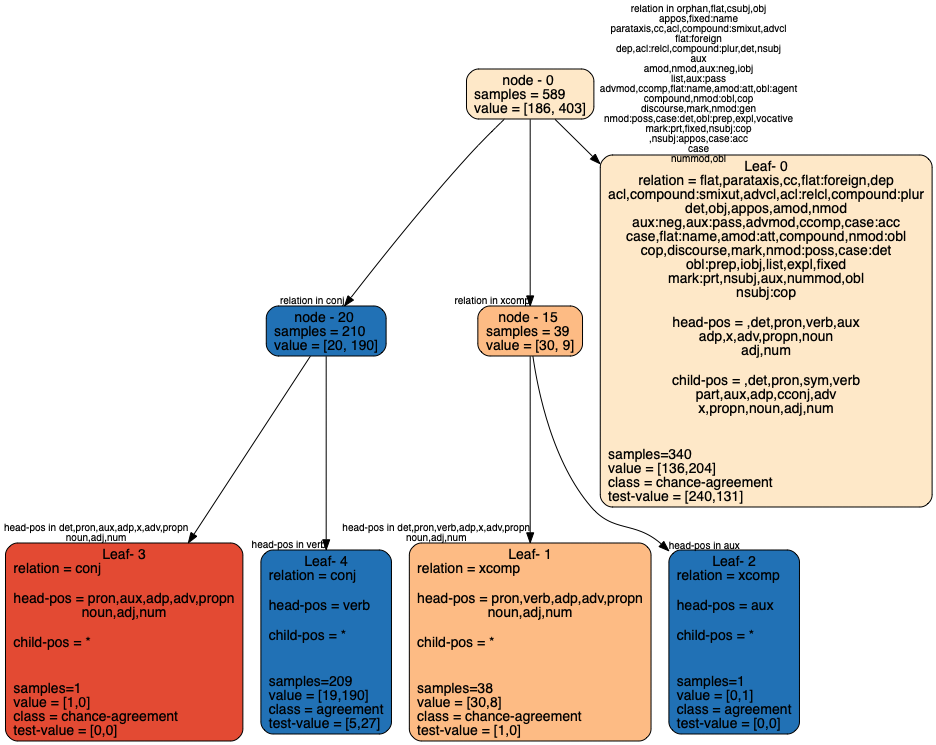 relation in orphan,flat,csubj,obj
appos,fixed:name
parataxis,cc,acl,compound:smixut,advcl
flat:foreign
dep,acl:relcl,compound:plur,det,nsubj
aux
amod,nmod,aux:neg,iobj
list,aux:pass
advmod,ccomp,flat:name,amod:att,obl:agent
compound,nmod:obl,cop
discourse,mark,nmod:gen
nmod:poss,case:det,obl:prep,expl,vocative
mark:prt,fixed,nsubj:cop
,nsubj:appos,case:acc
case
nummod,obl
node - 0
samples = 589
value = [186, 403]
Leaf- 0
relation = flat,parataxis,cc,flat:foreign,dep
acl,compound:smixut,advcl,acl:relcl,compound:plur
det,obj,appos,amod,nmod
aux:neg,aux:pass,advmod,ccomp,case:acc
case,flat:name,amod:att,compound,nmod:obl
cop,discourse,mark,nmod:poss,case:det
obl:prep,iobj,list,expl,fixed
mark:prt,nsubj,aux,nummod,obl
nsubj:cop
head-pos = ,det,pron,verb,aux
adp,x,adv,propn,noun
adj,num
child-pos = ,det,pron,sym,verb
part,aux,adp,cconj,adv
x,propn,noun,adj,num
samples=340
value = [136,204]
class = chance-agreement
test-value = [240,131]
relation in conj
node - 20
samples = 210
value = [20, 190]
relation in xcomp
node - 15
samples = 39
value = [30, 9]
head-pos in det,pron,aux,adp,x,adv,propn
noun,adj,num
Leaf- 3
relation = conj
head-pos = pron,aux,adp,adv,propn
noun,adj,num
child-pos = *
samples=1
value = [1,0]
class = chance-agreement
test-value = [0,0]
head-pos in verb
Leaf- 4
relation = conj
head-pos = verb
child-pos = *
samples=209
value = [19,190]
class = agreement
test-value = [5,27]
head-pos in det,pron,verb,adp,x,adv,propn
noun,adj,num
Leaf- 1
relation = xcomp
head-pos = pron,verb,adp,adv,propn
noun,adj,num
child-pos = *
samples=38
value = [30,8]
class = chance-agreement
test-value = [1,0]
head-pos in aux
Leaf- 2
relation = xcomp
head-pos = aux
child-pos = *
samples=1
value = [0,1]
class = agreement
test-value = [0,0]